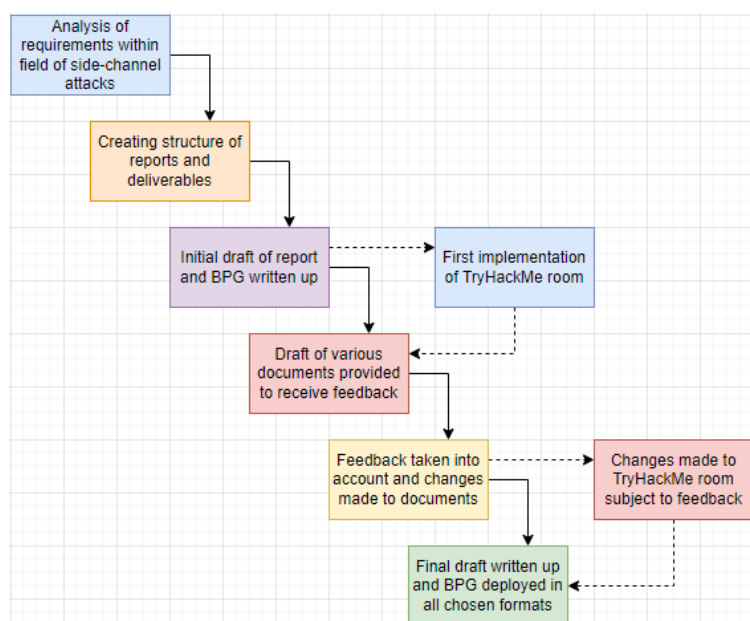 Analysis of
requirements within
field of side-channel
attacks
Creating structure of
reports and
deliverables
Initial draft of report
and BPG written up
First implementation
of TryHackMe room
Draft of various
documents provided
to receive feedback
Feedback taken into
account and changes
made to documents
Changes made to
TryHackMe room
subject to feedback
Final draft written up
and BPG deployed in
all chosen formats